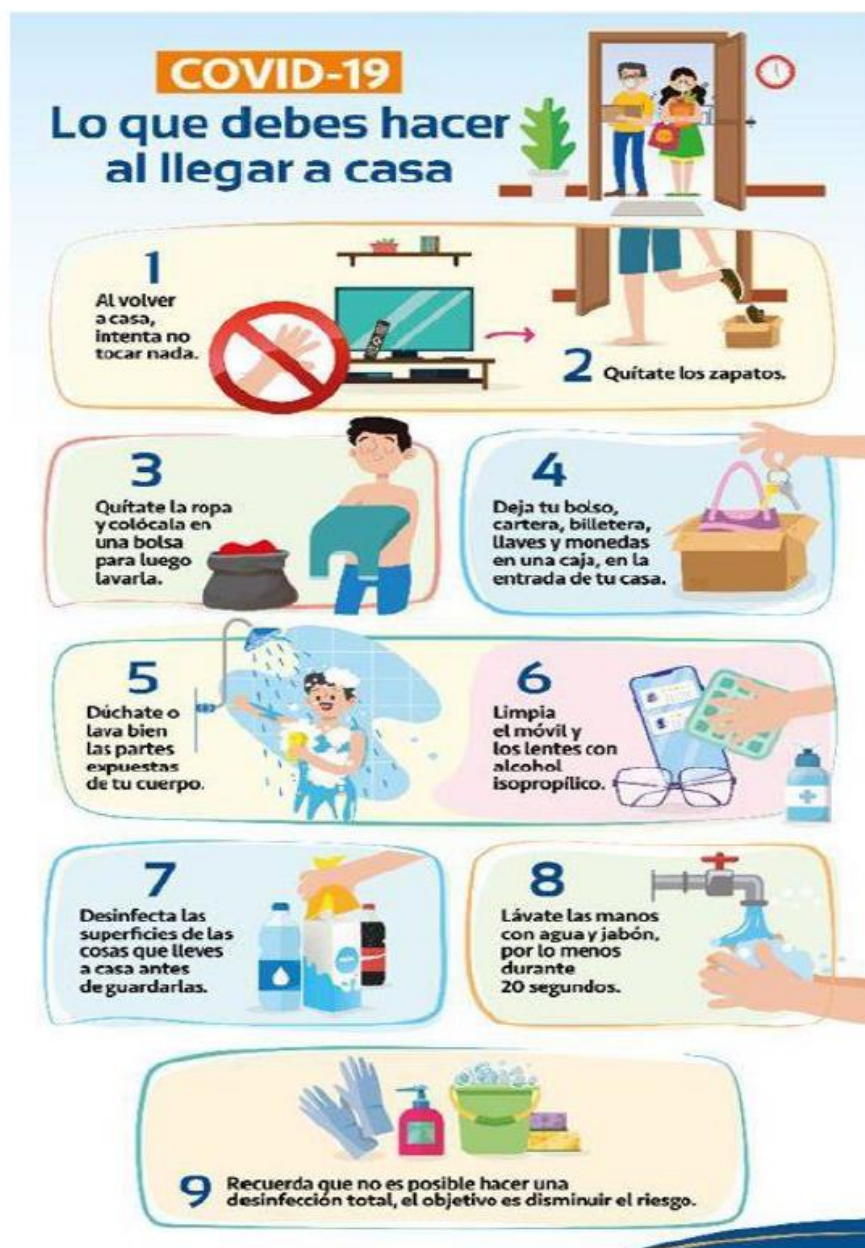 COVID-19
Lo que debes hacer
al llegar a casa
1
Al volver
a casa,
intenta no
tocar nada.
2 Quítate los zapatos.
3
Quítate la ropa
y colócala en
una bolsa
para luego
lavarla.
4
Deja tu bolso,
cartera, billetera,
llaves y monedas
en una caja, en la
entrada de tu casa.
5
Dúchate o
lava bien
las partes
expuestas
de tu cuerpo.
6
Limpia
el móvil y
los lentes con
alcohol
isopropílico.
7
Desinfecta las
superficies de las
cosas que lleves
a casa antes
de guardarlas.
8
Lávate las manos
con agua y jabón,
por lo menos
durante
20 segundos.
9 Recuerda que no es posible hacer una
desinfección total, el objetivo es disminuir el riesgo.